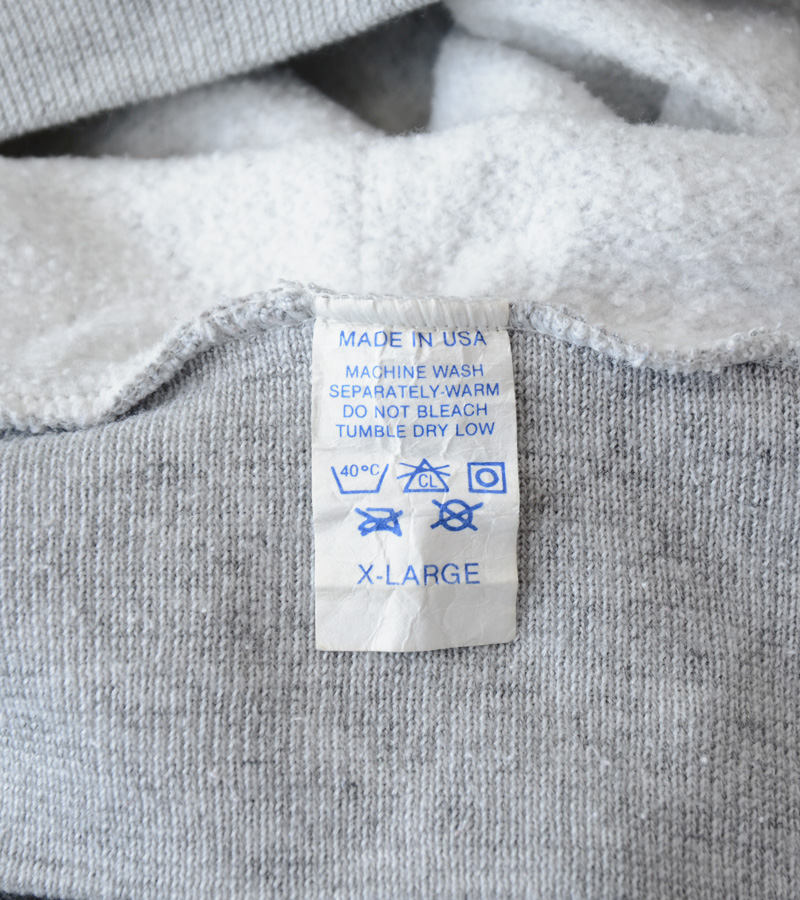 MADE IN USA
MACHINE WASH
SEPARATELY-WARM
DO NOT BLEACH
TUMBLE DRY LOW
40°C CL
X-LARGE